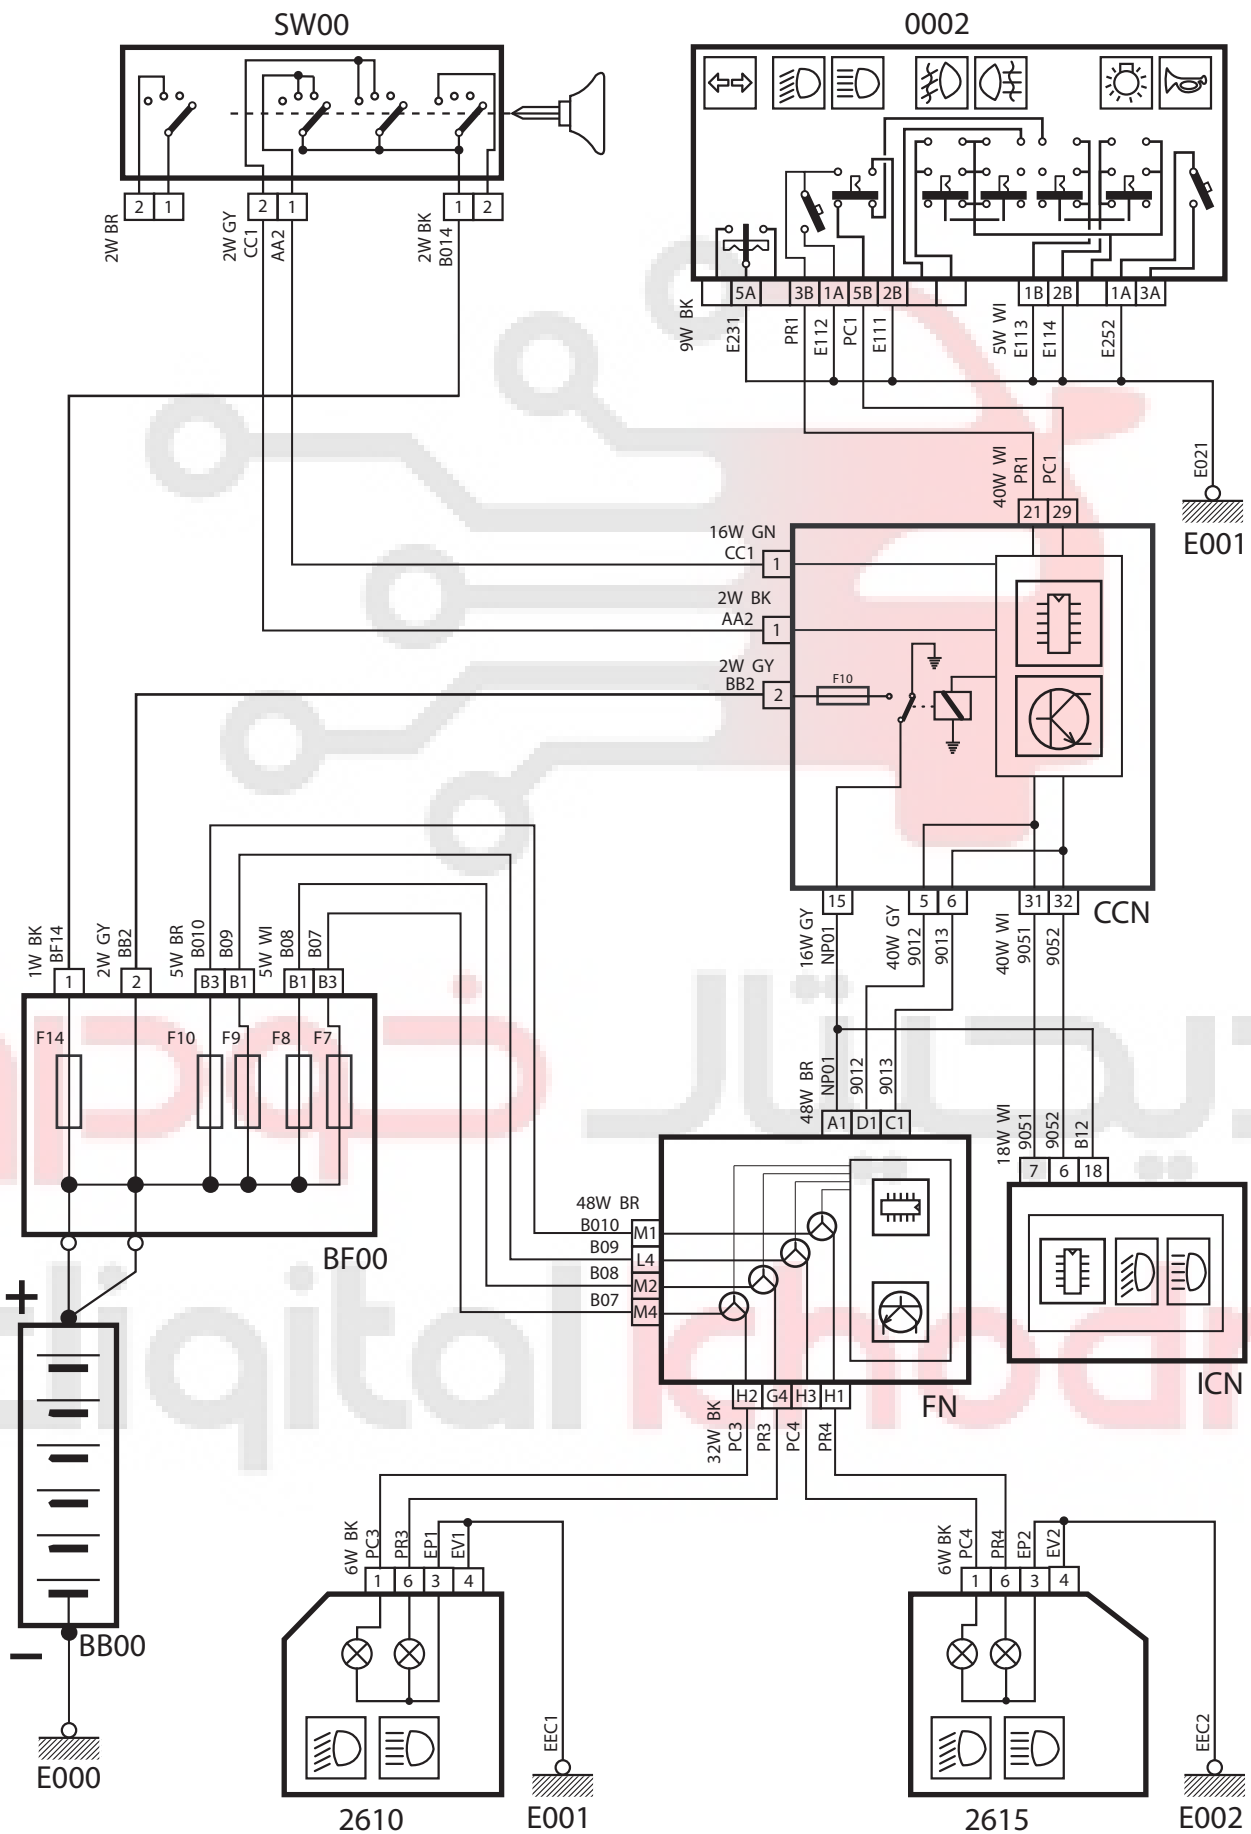 SW00
0002
2 1
2 1
1 2
2W BR
2W GY
CC1
AA2
2W BK
B014
5A
3B 1A 5B 2B
1B 2B
1A 3A
9W BK
E231
PR1
E112
PC1
E111
5W WI
E113
E114
E252
E021
E001
40W WI
PR1
PC1
21 29
16W GN
CC1
1
2W BK
AA2
1
2W GY
BB2
2
F10
15
5 6
31 32
CCN
16W GY
NP01
40W GY
9012
9013
40W WI
9051
9052
1W BK
BF14
2W GY
BB2
5W BR
B010
B09
5W WI
B08
B07
1
2
B3 B1
B1 B3
F14
F10
F9
F8
F7
BF00
48W BR
NP01
9012
9013
A1 D1 C1
18W WI
9051
9052
B12
7 6 18
48W BR
B010
M1
B09
L4
B08
M2
B07
M4
ICN
H2 G4 H3 H1
FN
32W BK
PC3
PR3
PC4
PR4
+
−
BB00
E000
6W BK
PC3
PR3
EP1
EV1
1 6 3 4
EEC1
2610
E001
6W BK
PC4
PR4
EP2
EV2
1 6 3 4
EEC2
2615
E002
دیجیتال خودرو
digital khodro